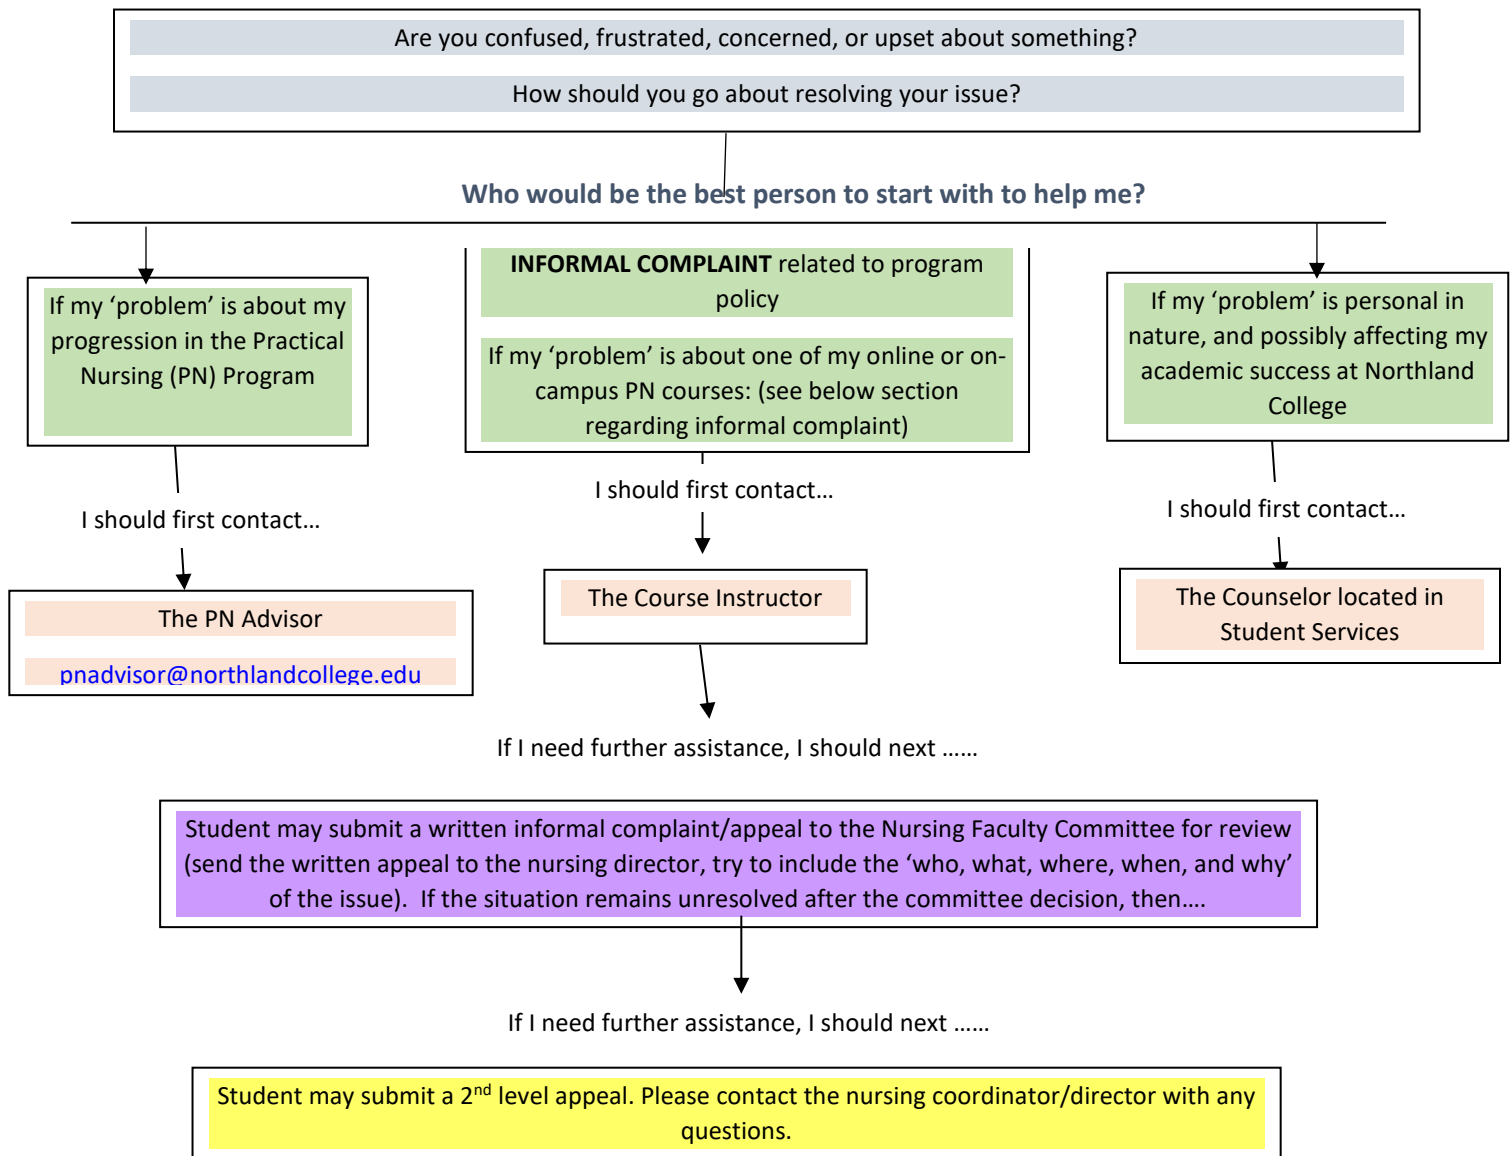 Are you confused, frustrated, concerned, or upset about something?
How should you go about resolving your issue?
Who would be the best person to start with to help me?
If my ‘problem’ is about my
progression in the Practical
Nursing (PN) Program
I should first contact…
The PN Advisor
pnadvisor@northlandcollege.edu
INFORMAL COMPLAINT related to program
policy
If my ‘problem’ is about one of my online or on-
campus PN courses: (see below section
regarding informal complaint)
I should first contact…
The Course Instructor
If my ‘problem’ is personal in
nature, and possibly affecting my
academic success at Northland
College
I should first contact…
The Counselor located in
Student Services
If I need further assistance, I should next ……
Student may submit a written informal complaint/appeal to the Nursing Faculty Committee for review
(send the written appeal to the nursing director, try to include the ‘who, what, where, when, and why’
of the issue).  If the situation remains unresolved after the committee decision, then….
If I need further assistance, I should next ……
Student may submit a 2nd level appeal. Please contact the nursing coordinator/director with any
questions.